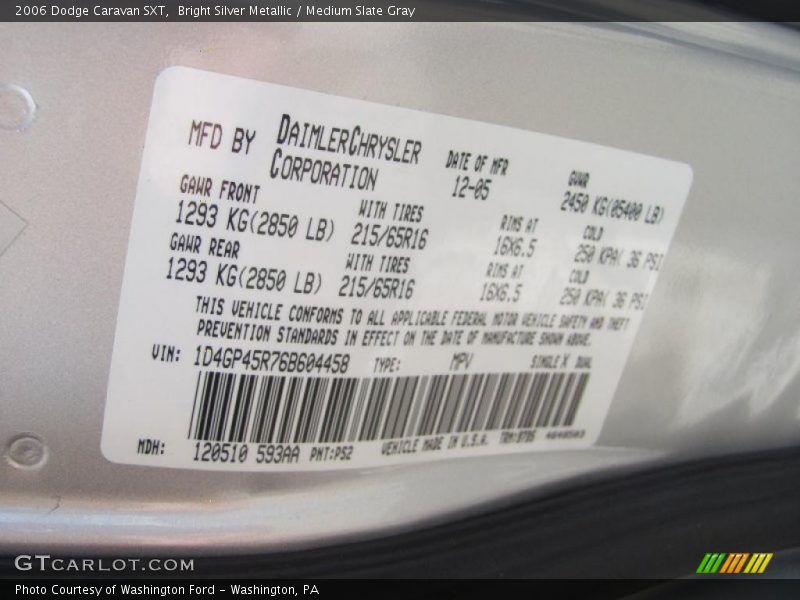 2006 Dodge Caravan SXT, Bright Silver Metallic / Medium Slate Gray
MFD BY DAIMLERCHRYSLER CORPORATION
DATE OF MFR 12-05
GVWR 2450 KG(05400 LB)
GAWR FRONT 1293 KG(2850 LB)
WITH TIRES 215/65R16
RIMS AT 16X6.5
COLD 250 KPA( 36 PSI
GAWR REAR 1293 KG(2850 LB)
WITH TIRES 215/65R16
RIMS AT 16X6.5
COLD 250 KPA( 36 PSI
THIS VEHICLE CONFORMS TO ALL APPLICABLE FEDERAL MOTOR VEHICLE SAFETY AND THEFT
PREVENTION STANDARDS IN EFFECT ON THE DATE OF MANUFACTURE SHOWN ABOVE.
VIN: 1D4GP45R76B604458 TYPE: MPV SINGLE X DUAL
MDH: 120510 593AA PNT:PS2 VEHICLE MADE IN U.S.A.
GTCARLOT.COM
Photo Courtesy of Washington Ford – Washington, PA